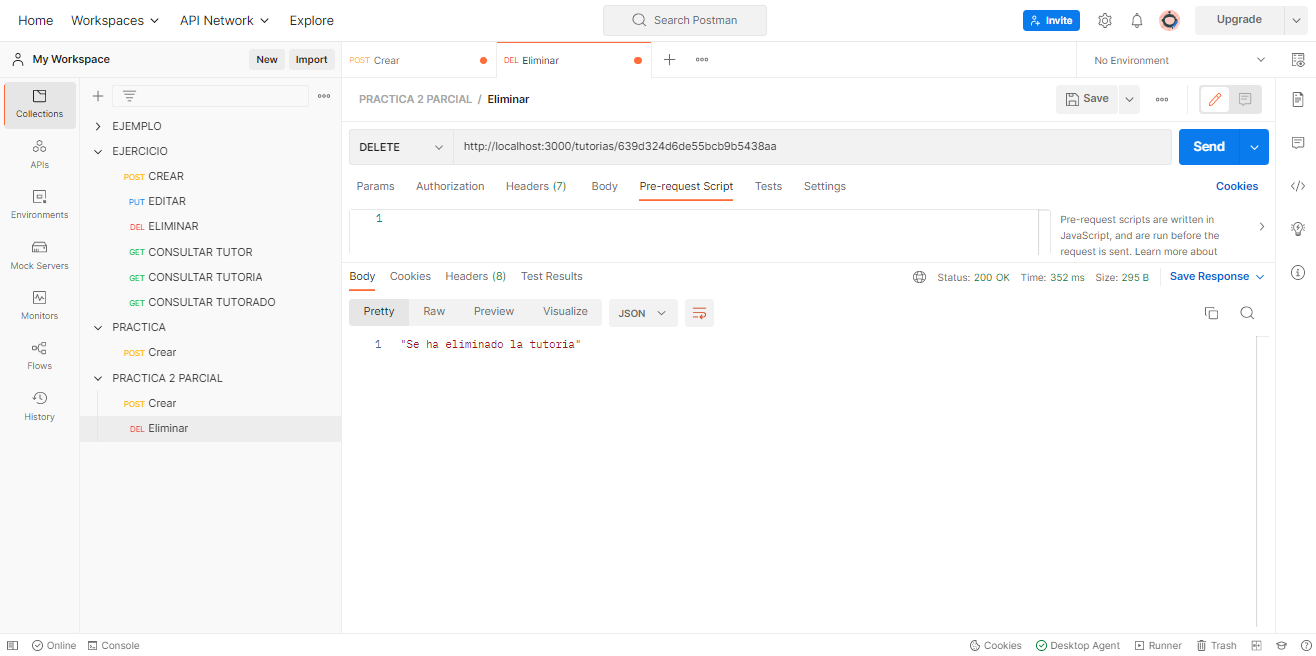 Home Workspaces API Network Explore Search Postman Invite Upgrade
My Workspace New Import POST Crear DEL Eliminar No Environment
Collections
APIs
Environments
Mock Servers
Monitors
Flows
History
EJEMPLO
EJERCICIO
POST CREAR
PUT EDITAR
DEL ELIMINAR
GET CONSULTAR TUTOR
GET CONSULTAR TUTORIA
GET CONSULTAR TUTORADO
PRACTICA
POST Crear
PRACTICA 2 PARCIAL
POST Crear
DEL Eliminar
PRACTICA 2 PARCIAL / Eliminar Save
DELETE http://localhost:3000/tutorias/639d324d6de55bcb9b5438aa Send
Params Authorization Headers (7) Body Pre-request Script Tests Settings Cookies
1
Pre-request scripts are written in
JavaScript, and are run before the
request is sent. Learn more about
Body Cookies Headers (8) Test Results Status: 200 OK Time: 352 ms Size: 295 B Save Response
Pretty Raw Preview Visualize JSON
1 "Se ha eliminado la tutoria"
Online Console Cookies Desktop Agent Runner Trash